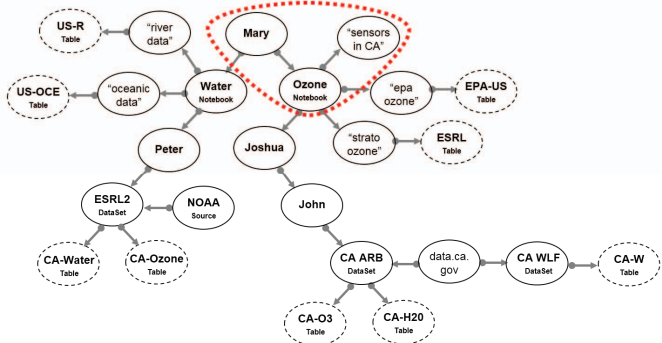 US-R
Table
“river
data”
Mary
“sensors
in CA”
US-OCE
Table
“oceanic
data”
Water
Notebook
Ozone
Notebook
“epa
ozone”
EPA-US
Table
Peter
Joshua
“strato
ozone”
ESRL
Table
ESRL2
DataSet
NOAA
Source
John
CA-Water
Table
CA-Ozone
Table
CA ARB
DataSet
data.ca.
gov
CA WLF
DataSet
CA-W
Table
CA-O3
Table
CA-H20
Table